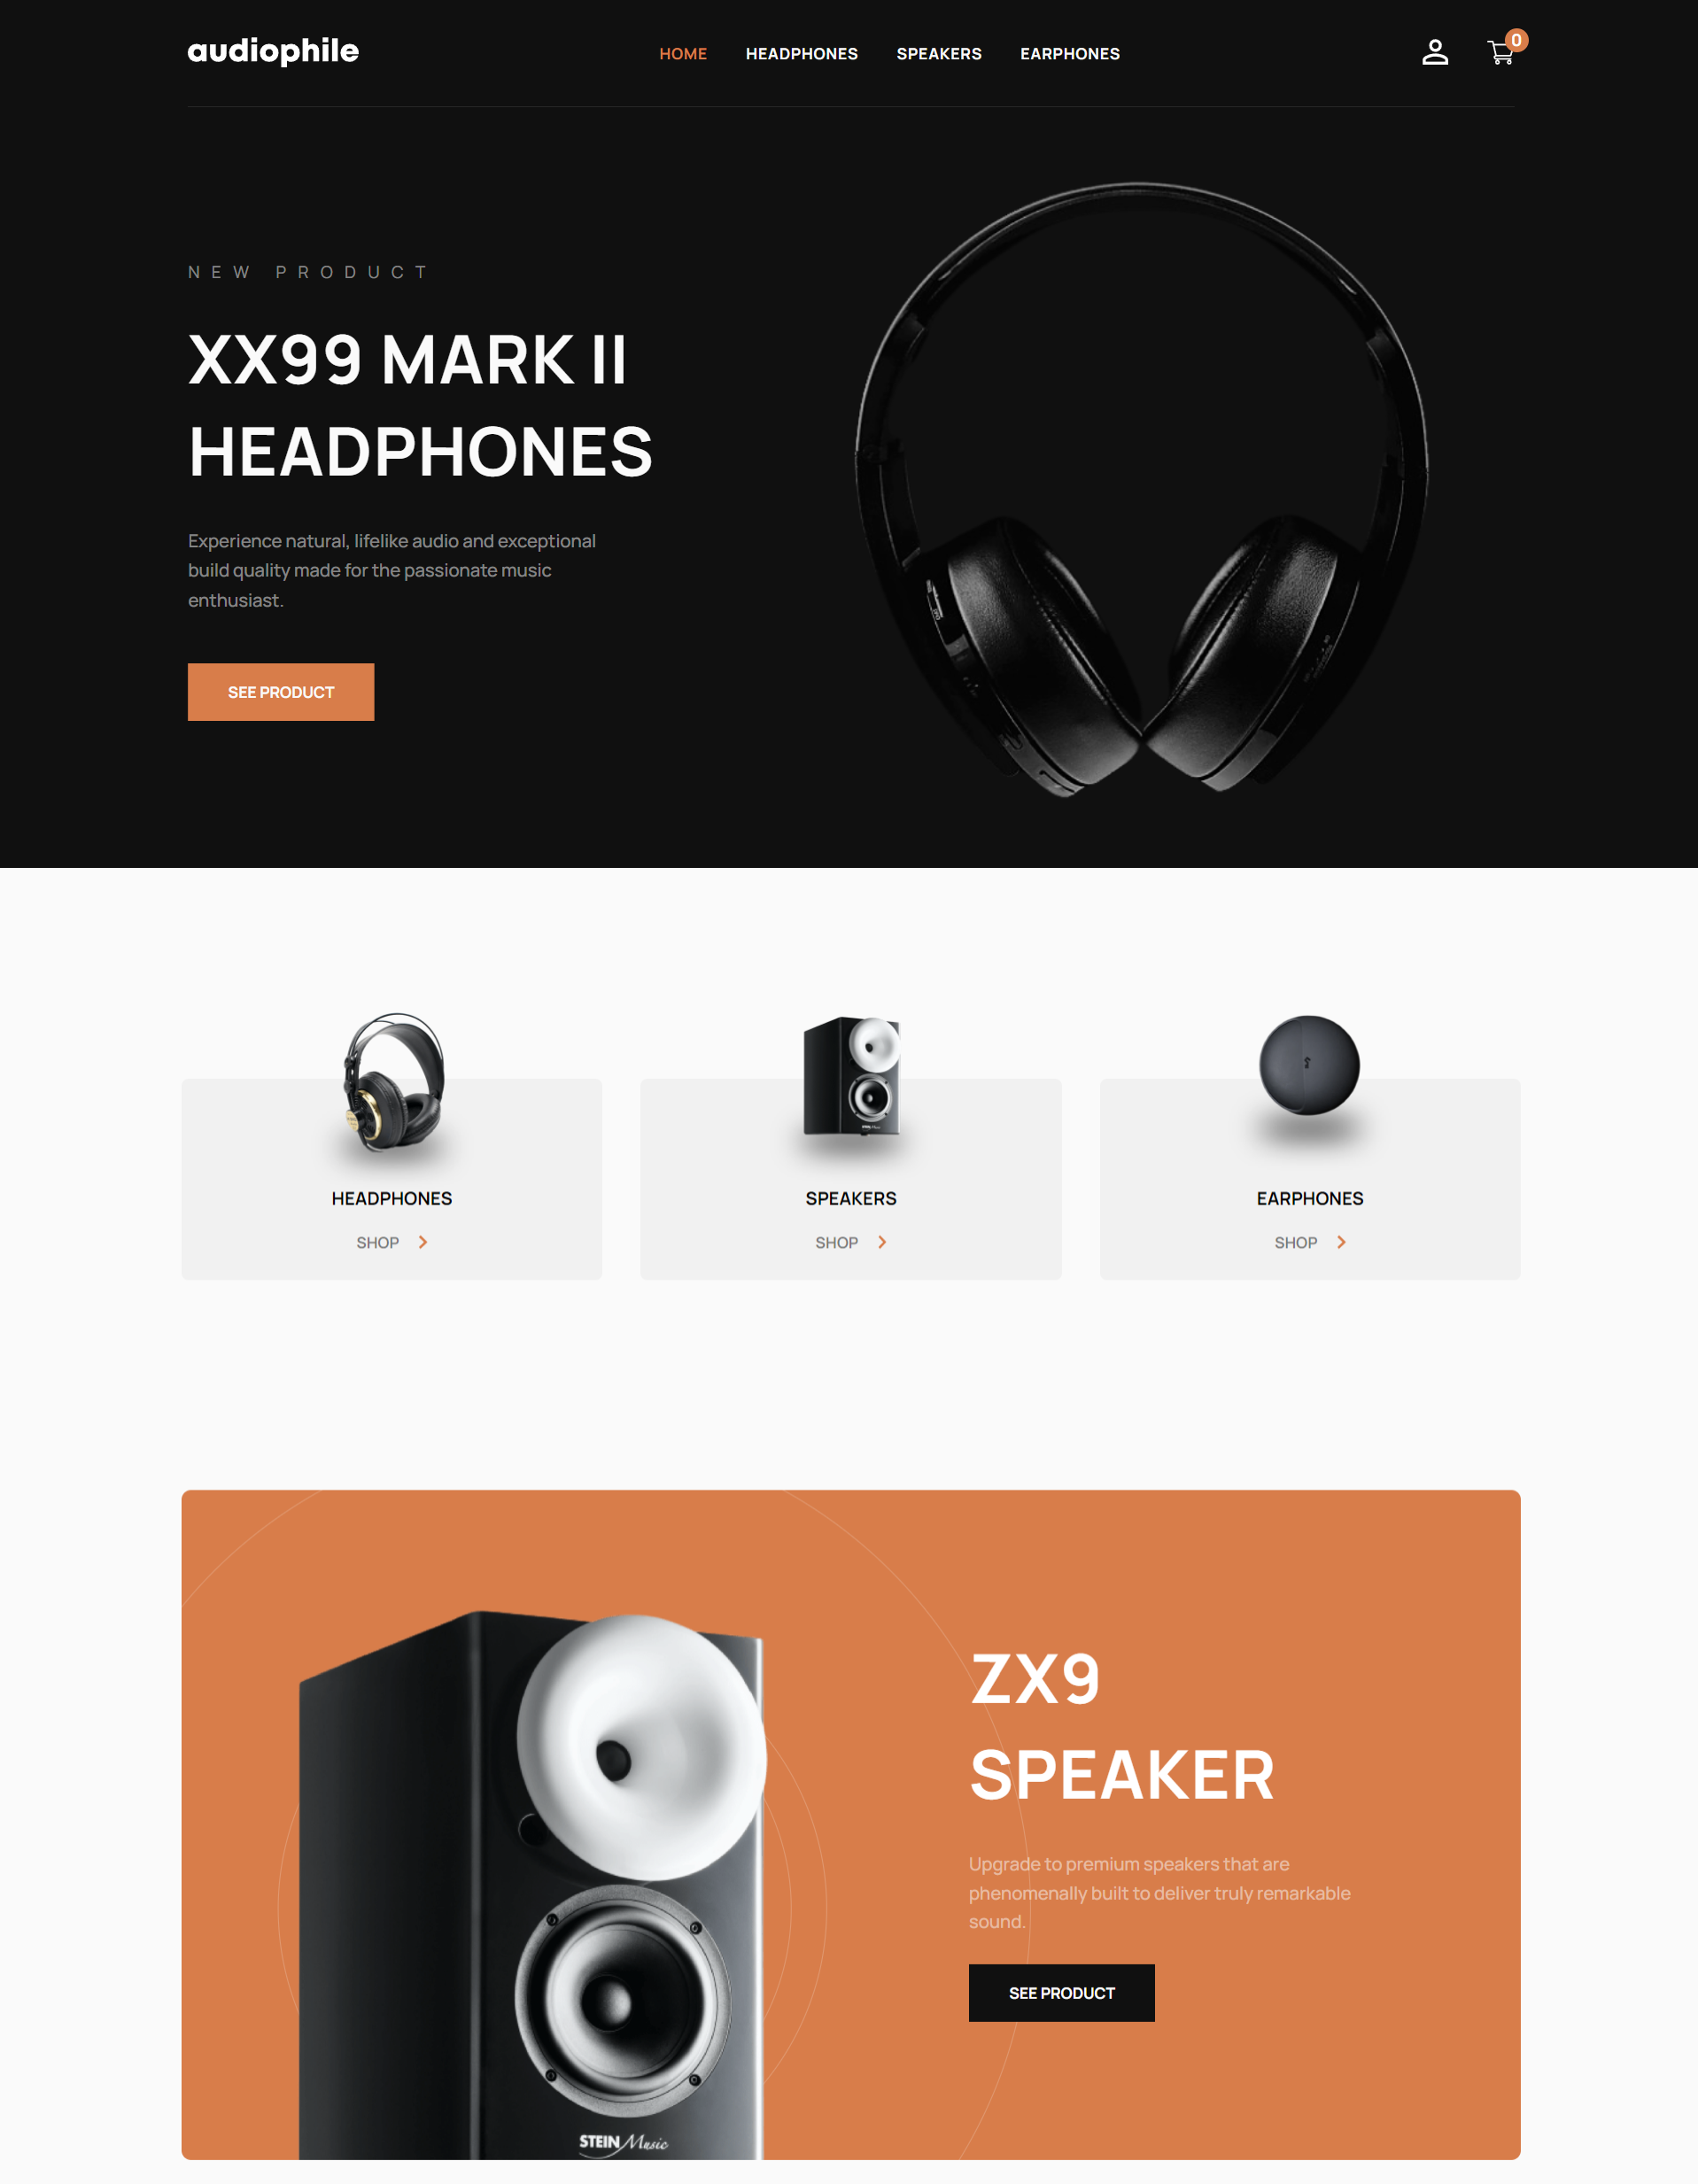 audiophile
HOME HEADPHONES SPEAKERS EARPHONES
0
NEW PRODUCT
XX99 MARK II
HEADPHONES
Experience natural, lifelike audio and exceptional
build quality made for the passionate music
enthusiast.
SEE PRODUCT
HEADPHONES
SHOP
SPEAKERS
SHOP
EARPHONES
SHOP
ZX9
SPEAKER
Upgrade to premium speakers that are
phenomenally built to deliver truly remarkable
sound.
SEE PRODUCT
STEIN Music